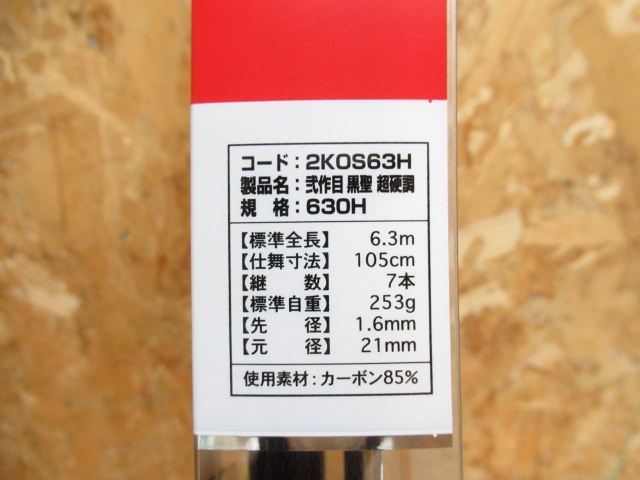 コード：2KOS63H
製品名：弐作目 黒聖 超硬調
規　格：630H
【標準全長】 6.3m
【仕舞寸法】 105cm
【継　　数】 7本
【標準自重】 253g
【先　　径】 1.6mm
【元　　径】 21mm
使用素材：カーボン85%